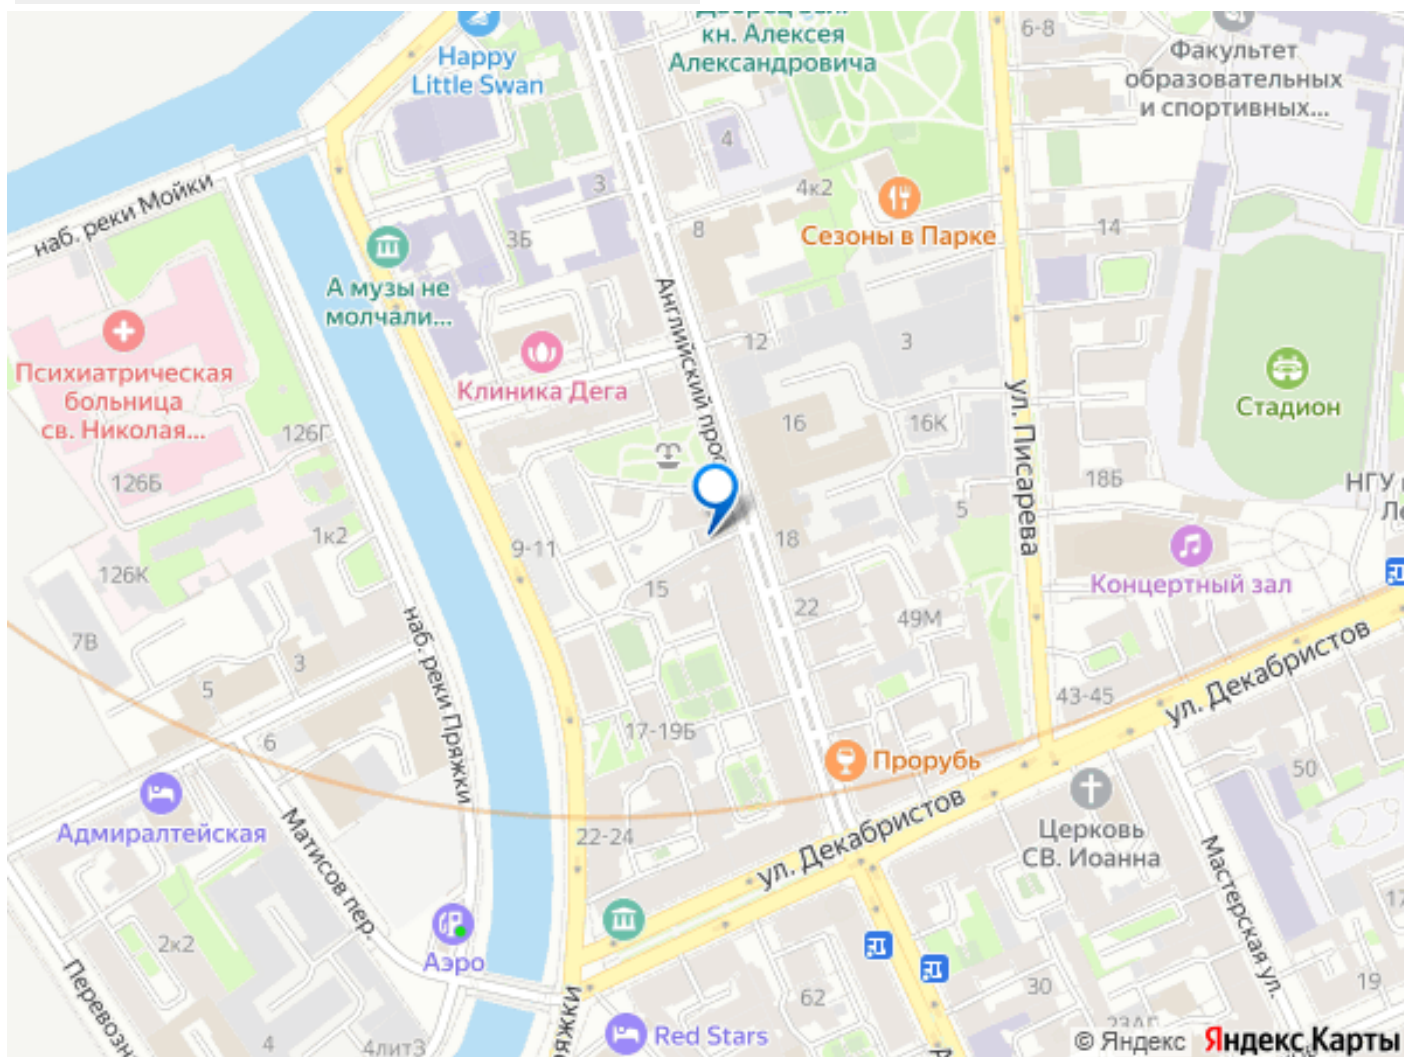 Дворец вел.
кн. Алексея
Александровича
6-8
Факультет
образовательных
и спортивных...
Happy
Little Swan
4
3
4к2
наб. реки Мойки
8
3Б
Сезоны в Парке
14
А музы не
молчали...
Английский прос
12
3
Психиатрическая
больница
св. Николая...
Клиника Дега
ул. Писарева
Стадион
126Г
16
16К
126Б
18Б
НГУ
5
1к2
9-11
18
126К
15
Концертный зал
22
49М
7В
наб. реки Пряжки
3
5
43-45
ул. Декабристов
17-19Б
6
Прорубь
50
Адмиралтейская
Матисов пер.
22-24
ул. Декабристов
Церковь
СВ. Иоанна
Мастерская ул.
17
2к2
Аэро
Перевозн
62
30
19
яжки
Red Stars
4
4лит3
© Яндекс Яндекс Карты